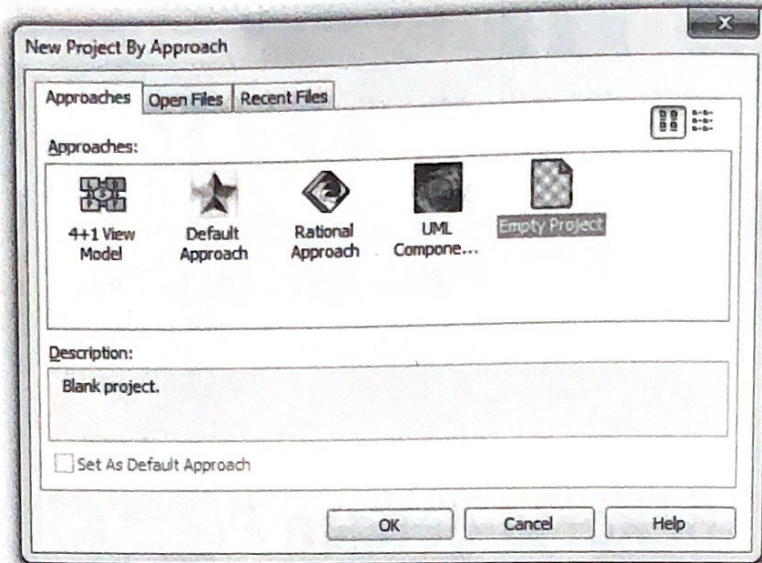 New Project By Approach
X
Approaches
Open Files
Recent Files
Approaches:
4+1 View
Model
Default
Approach
Rational
Approach
UML
Compone...
Empty Project
Description:
Blank project.
Set As Default Approach
OK
Cancel
Help